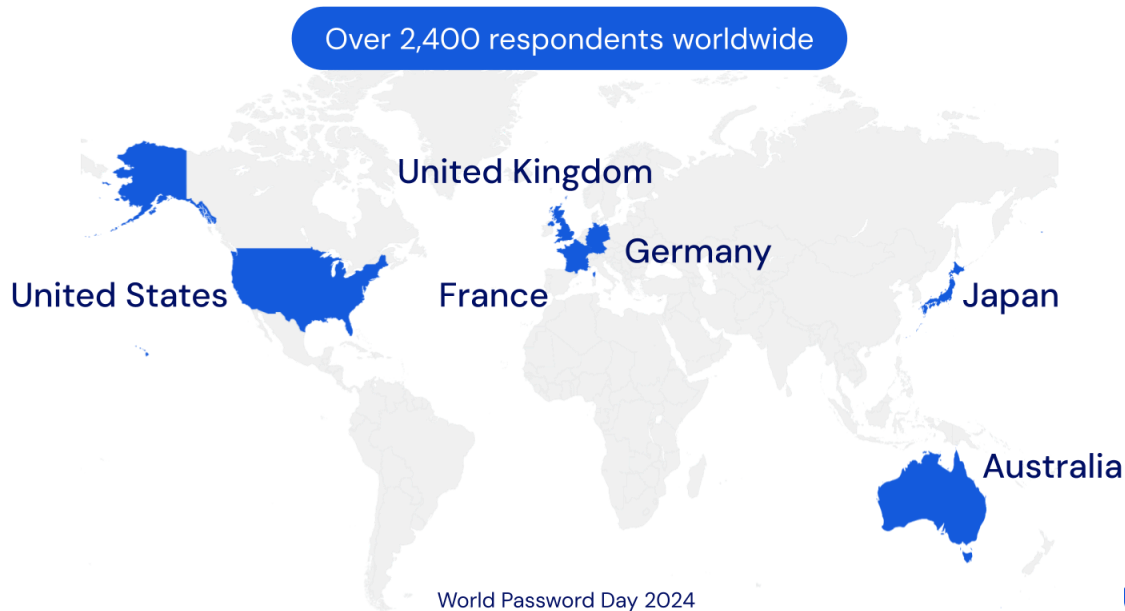 Over 2,400 respondents worldwide
United Kingdom
Germany
United States
France
Japan
Australia
World Password Day 2024